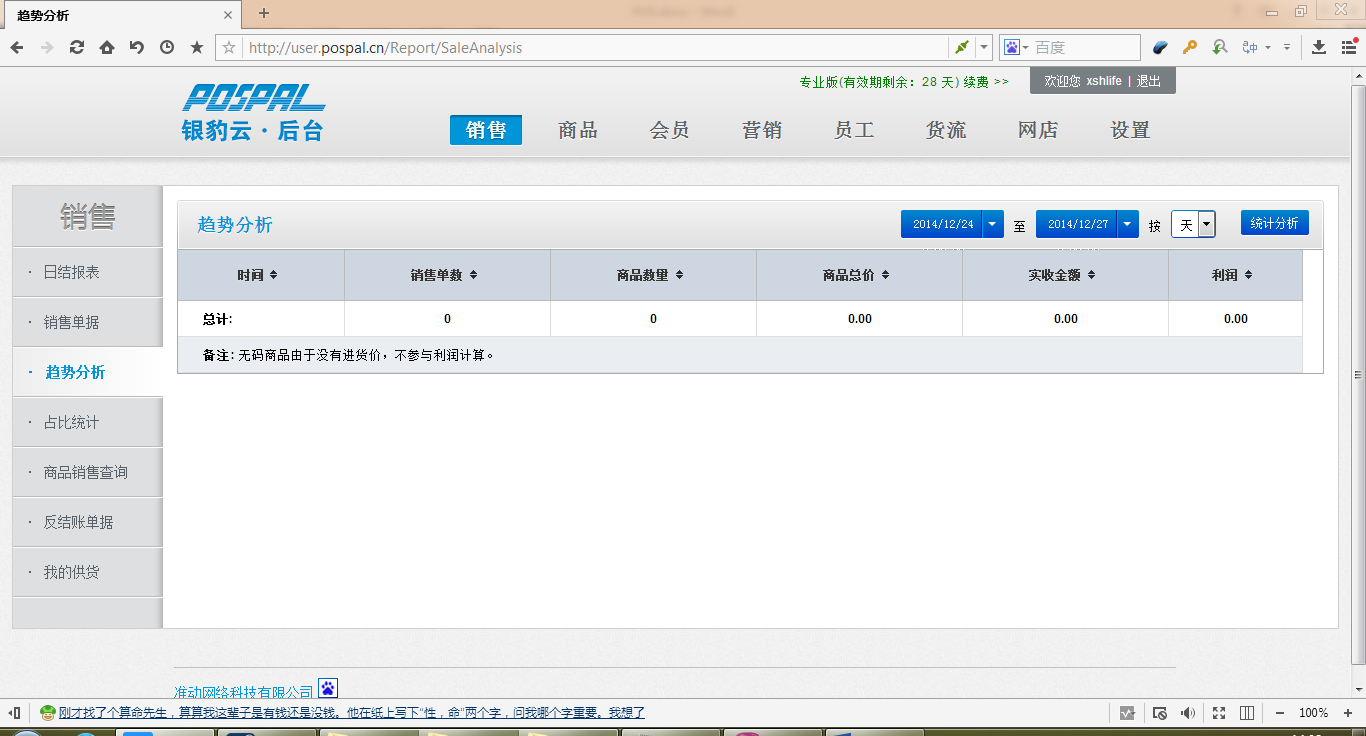 趋势分析
http://user.pospal.cn/Report/SaleAnalysis
百度
专业版(有效期剩余: 28 天) 续费 >>
欢迎您 xshlife | 退出
POSPAL
银豹云·后台
销售 商品 会员 营销 员工 货流 网店 设置
销售
· 日结报表
· 销售单据
· 趋势分析
· 占比统计
· 商品销售查询
· 反结账单据
· 我的供货
趋势分析 2014/12/24 至 2014/12/27 按 天 统计分析
时间 销售单数 商品数量 商品总价 实收金额 利润
总计: 0 0 0.00 0.00 0.00
备注: 无码商品由于没有进货价，不参与利润计算。
准动网络科技有限公司
刚才找了个算命先生，算算我这辈子是有钱还是没钱。他在纸上写下“性，命”两个字，问我哪个字重要。我想了
100%